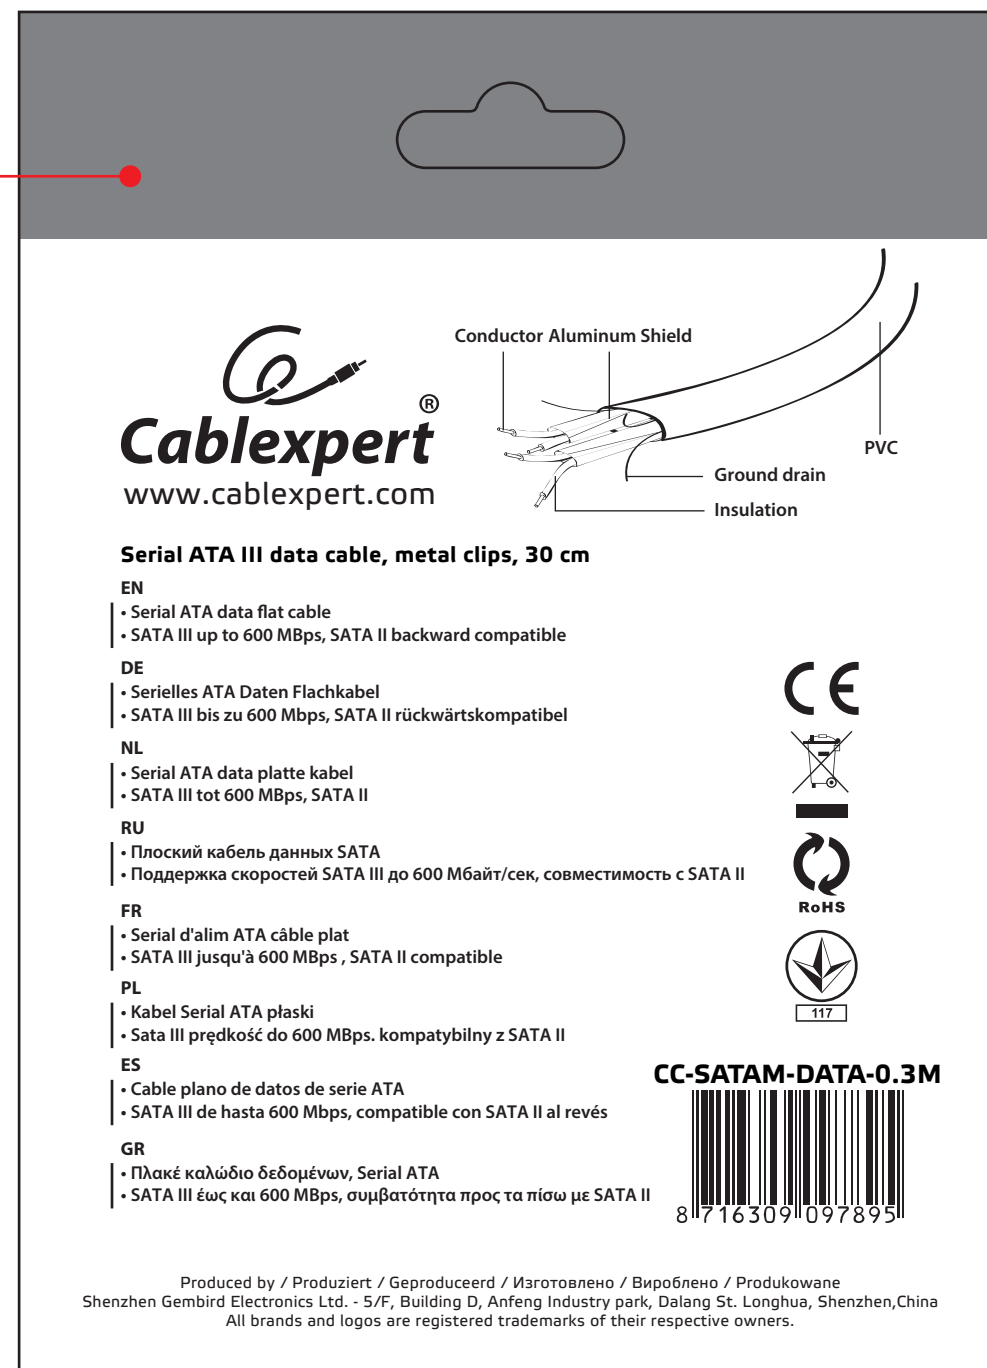 Conductor Aluminum Shield
Cablexpert®
www.cablexpert.com
PVC
Ground drain
Insulation
Serial ATA III data cable, metal clips, 30 cm
EN
• Serial ATA data flat cable
• SATA III up to 600 MBps, SATA II backward compatible
DE
• Serielles ATA Daten Flachkabel
• SATA III bis zu 600 Mbps, SATA II rückwärtskompatibel
NL
• Serial ATA data platte kabel
• SATA III tot 600 MBps, SATA II
RU
• Плоский кабель данных SATA
• Поддержка скоростей SATA III до 600 Мбайт/сек, совместимость с SATA II
FR
• Serial d'alim ATA câble plat
• SATA III jusqu'à 600 MBps , SATA II compatible
PL
• Kabel Serial ATA płaski
• Sata III prędkość do 600 MBps. kompatybilny z SATA II
ES
• Cable plano de datos de serie ATA
• SATA III de hasta 600 Mbps, compatible con SATA II al revés
GR
• Πλακέ καλώδιο δεδομένων, Serial ATA
• SATA III έως και 600 MBps, συμβατότητα προς τα πίσω με SATA II
CE
RoHS
117
CC-SATAM-DATA-0.3M
8 716309 097895
Produced by / Produziert / Geproduceerd / Изготовлено / Вироблено / Produkowane
Shenzhen Gembird Electronics Ltd. - 5/F, Building D, Anfeng Industry park, Dalang St. Longhua, Shenzhen,China
All brands and logos are registered trademarks of their respective owners.